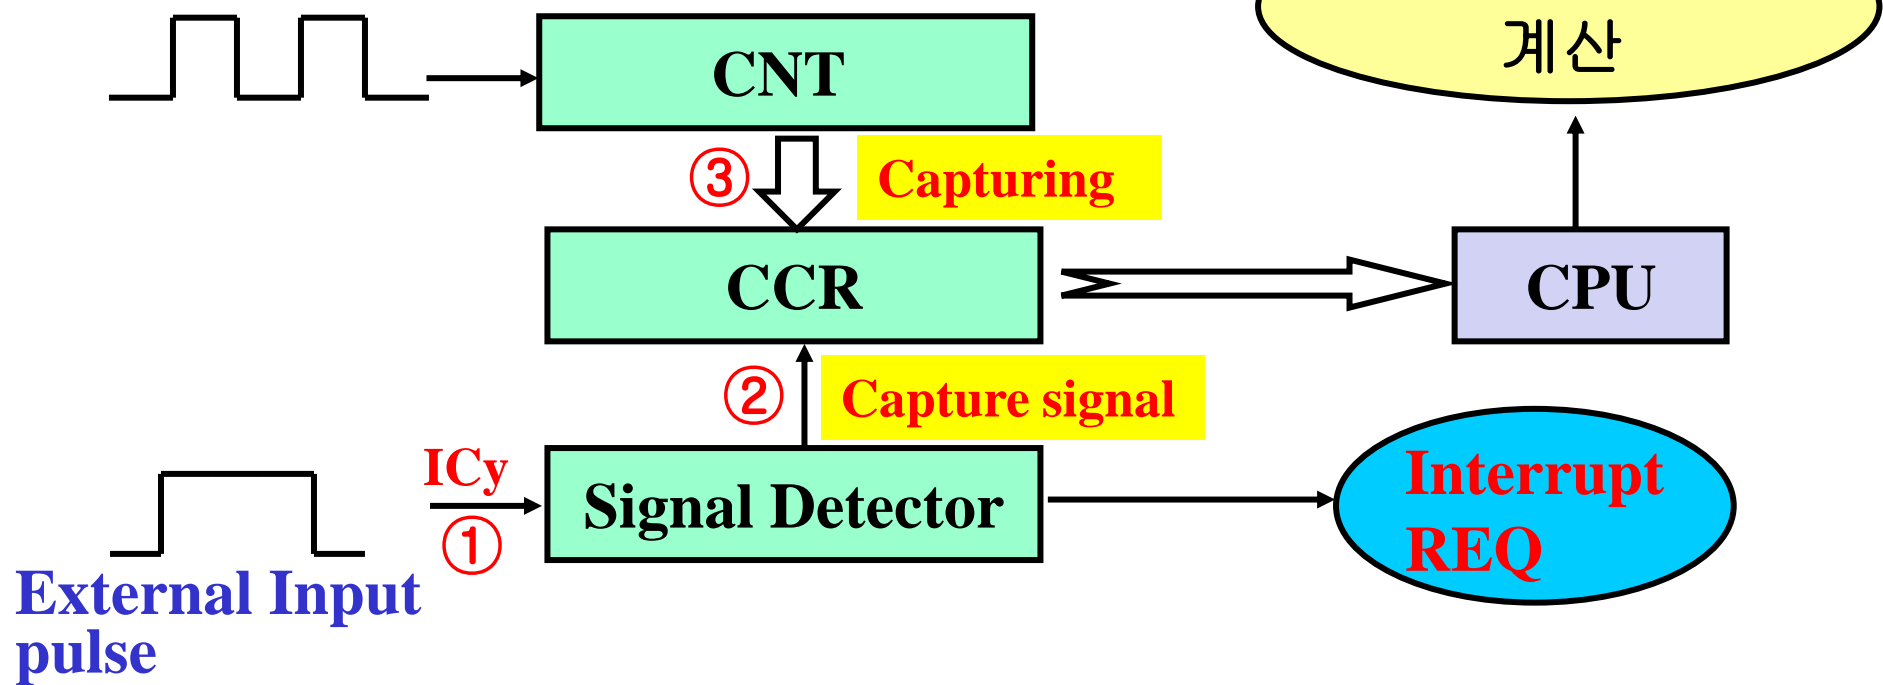 계산
CNT
③
Capturing
CCR
CPU
②
Capture signal
ICy
①
Signal Detector
Interrupt
REQ
External Input
pulse